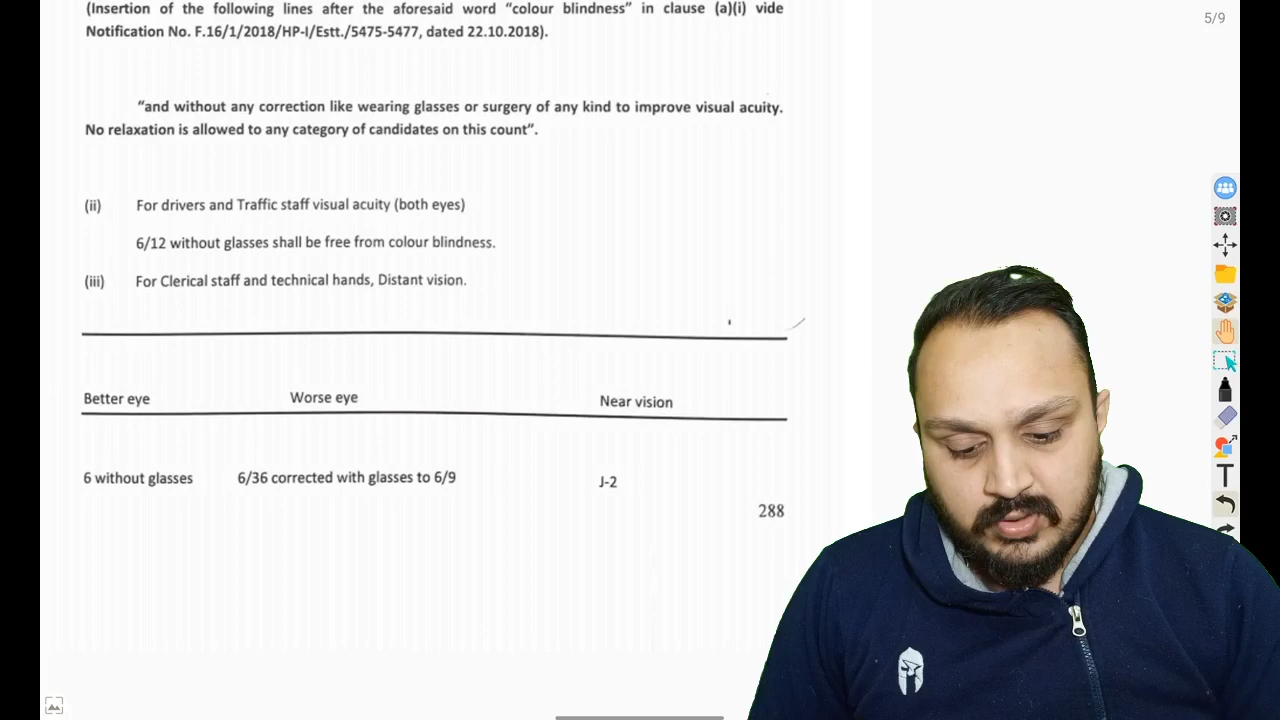 5/9
(Insertion of the following lines after the aforesaid word “colour blindness” in clause (a)(i) vide
Notification No. F.16/1/2018/HP-I/Estt./5475-5477, dated 22.10.2018).
“and without any correction like wearing glasses or surgery of any kind to improve visual acuity.
No relaxation is allowed to any category of candidates on this count”.
(ii) For drivers and Traffic staff visual acuity (both eyes)
6/12 without glasses shall be free from colour blindness.
(iii) For Clerical staff and technical hands, Distant vision.
Better eye Worse eye Near vision
6 without glasses 6/36 corrected with glasses to 6/9 J-2
288
T